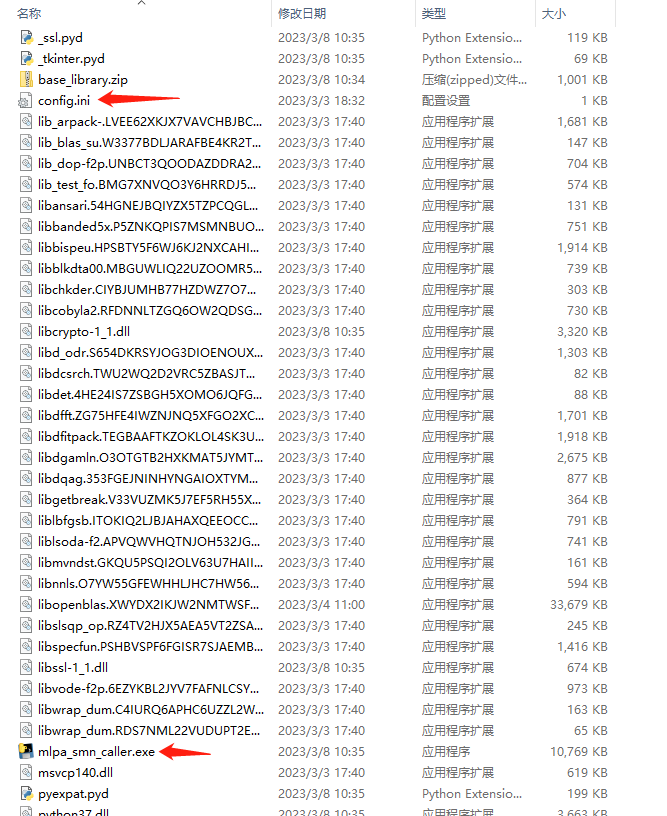 名称 修改日期 类型 大小
_ssl.pyd 2023/3/8 10:35 Python Extensio... 119 KB
_tkinter.pyd 2023/3/8 10:35 Python Extensio... 69 KB
base_library.zip 2023/3/8 10:34 压缩(zipped)文件... 1,001 KB
config.ini 2023/3/3 18:32 配置设置 1 KB
lib_arpack-.LVEE62XKJX7VAVCHBJBC... 2023/3/3 17:40 应用程序扩展 1,681 KB
lib_blas_su.W3377BDLJARAFBE4KR2T... 2023/3/3 17:40 应用程序扩展 147 KB
lib_dop-f2p.UNBCT3QOODAZDDRA2... 2023/3/3 17:40 应用程序扩展 704 KB
lib_test_fo.BMG7XNVQO3Y6HRRDJ5... 2023/3/3 17:40 应用程序扩展 574 KB
libansari.54HGNEJBQIYZX5TZPCQGL... 2023/3/3 17:40 应用程序扩展 131 KB
libbanded5x.P5ZNKQPIS7MSMNBUO... 2023/3/3 17:40 应用程序扩展 751 KB
libbispeu.HPSBTY5F6WJ6KJ2NXCAHI... 2023/3/3 17:40 应用程序扩展 1,914 KB
libblkdta00.MBGUWLIQ22UZOOMR5... 2023/3/3 17:40 应用程序扩展 739 KB
libchkder.CIYBJUMHB77HZDWZ7O7... 2023/3/3 17:40 应用程序扩展 303 KB
libcobyla2.RFDNNLTZGQ6OW2QDSG... 2023/3/3 17:40 应用程序扩展 730 KB
libcrypto-1_1.dll 2023/3/8 10:35 应用程序扩展 3,320 KB
libd_odr.S654DKRSYJOG3DIOENOUX... 2023/3/3 17:40 应用程序扩展 1,303 KB
libdcsrch.TWU2WQ2D2VRC5ZBASJT... 2023/3/3 17:40 应用程序扩展 82 KB
libdet.4HE24IS7ZSBGH5XOMO6JQFG... 2023/3/3 17:40 应用程序扩展 88 KB
libdfft.ZG75HFE4IWZNJNQ5XFGO2XC... 2023/3/3 17:40 应用程序扩展 1,701 KB
libdfitpack.TEGBAAFTKZOKLOL4SK3U... 2023/3/3 17:40 应用程序扩展 1,918 KB
libdgamln.O3OTGTB2HXKMAT5JYMT... 2023/3/3 17:40 应用程序扩展 2,675 KB
libdqag.353FGEJNINHYNGAIOXTYM... 2023/3/3 17:40 应用程序扩展 877 KB
libgetbreak.V33VUZMK5J7EF5RH55X... 2023/3/3 17:40 应用程序扩展 364 KB
liblbfgsb.ITOKIQ2LJBJAHAXQEEOCC... 2023/3/3 17:40 应用程序扩展 791 KB
liblsoda-f2.APVQWVHQTNJOH532JG... 2023/3/3 17:40 应用程序扩展 741 KB
libmvndst.GKQU5PSQI2OLV63U7HAII... 2023/3/3 17:40 应用程序扩展 161 KB
libnnls.O7YW55GFEWHHLJHC7HW56... 2023/3/3 17:40 应用程序扩展 594 KB
libopenblas.XWYDX2IKJW2NMTWSF... 2023/3/4 11:00 应用程序扩展 33,679 KB
libslsqp_op.RZ4TV2HJX5AEA5VT2ZSA... 2023/3/3 17:40 应用程序扩展 245 KB
libspecfun.PSHBVSPF6FGISR7SJAEMB... 2023/3/3 17:40 应用程序扩展 1,416 KB
libssl-1_1.dll 2023/3/8 10:35 应用程序扩展 674 KB
libvode-f2p.6EZYKBL2JYV7FAFNLCSY... 2023/3/3 17:40 应用程序扩展 973 KB
libwrap_dum.C4IURQ6APHC6UZZL2W... 2023/3/3 17:40 应用程序扩展 163 KB
libwrap_dum.RDS7NML22VUDUPT2E... 2023/3/3 17:40 应用程序扩展 65 KB
mlpa_smn_caller.exe 2023/3/8 10:35 应用程序 10,769 KB
msvcp140.dll 2023/3/3 17:40 应用程序扩展 619 KB
pyexpat.pyd 2023/3/8 10:35 Python Extensio... 199 KB
python37.dll 2023/3/8 10:35 应用程序扩展 3,663 KB